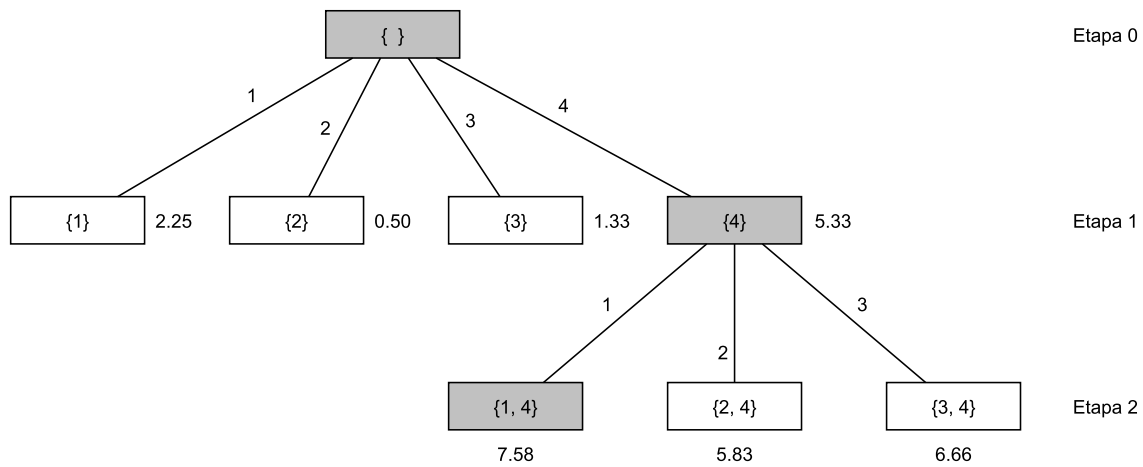 { } Etapa 0
1 2 3 4
{1} 2.25 {2} 0.50 {3} 1.33 {4} 5.33 Etapa 1
1 2 3
{1, 4} {2, 4} {3, 4} Etapa 2
7.58 5.83 6.66